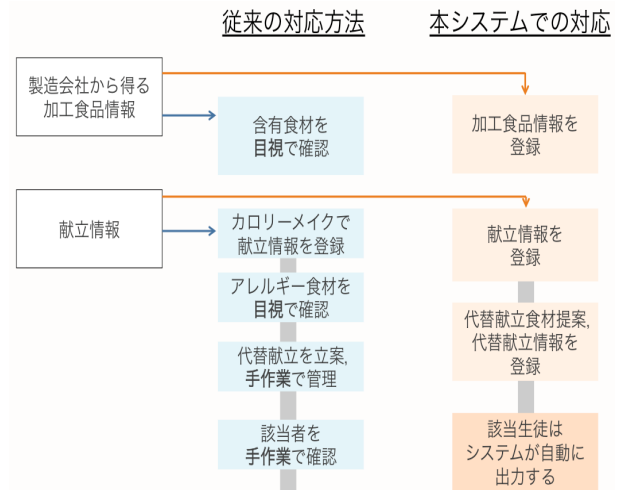 従来の対応方法
本システムでの対応
製造会社から得る
加工食品情報
含有食材を
目視で確認
加工食品情報を
登録
献立情報
カロリーメイクで
献立情報を登録
献立情報を
登録
アレルギー食材を
目視で確認
代替献立食材提案,
代替献立情報を
登録
代替献立を立案,
手作業で管理
該当者を
手作業で確認
該当生徒は
システムが自動に
出力する